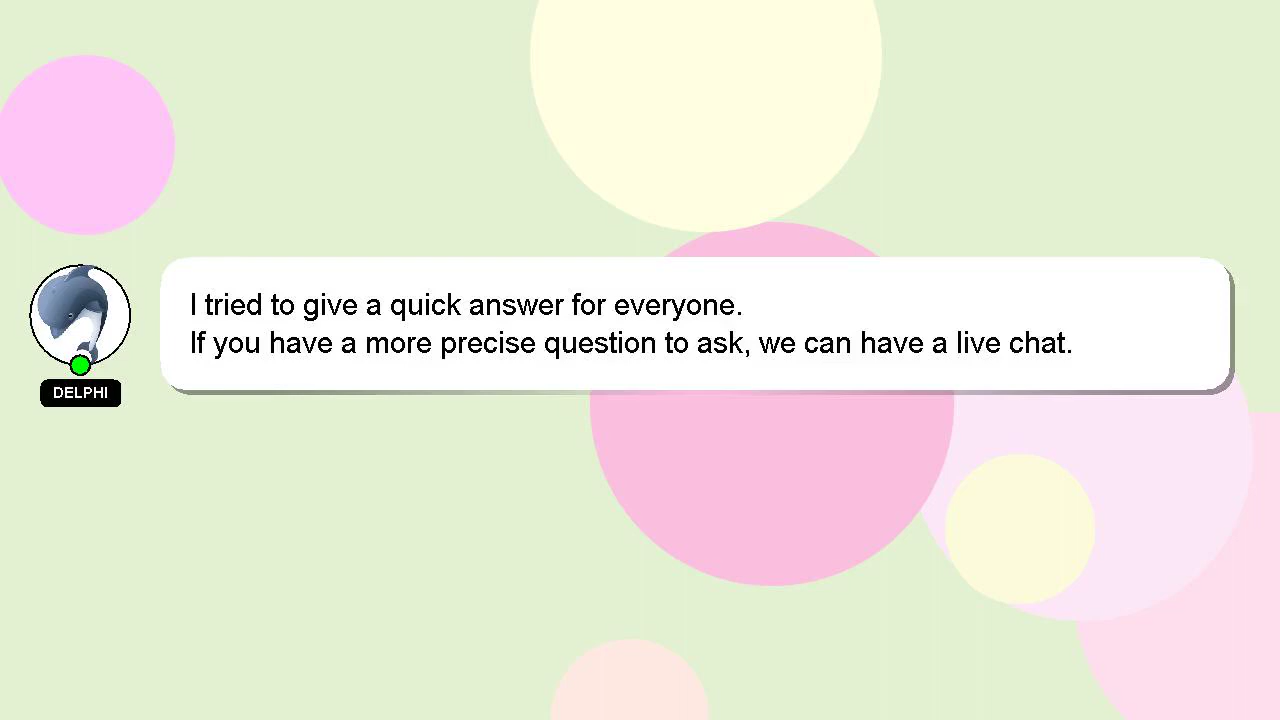 I tried to give a quick answer for everyone.
If you have a more precise question to ask, we can have a live chat.
DELPHI